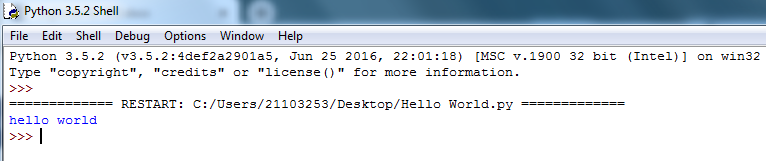 Python 3.5.2 Shell
File Edit Shell Debug Options Window Help
Python 3.5.2 (v3.5.2:4def2a2901a5, Jun 25 2016, 22:01:18) [MSC v.1900 32 bit (Intel)] on win32
Type "copyright", "credits" or "license()" for more information.
>>>
============= RESTART: C:/Users/21103253/Desktop/Hello World.py =============
hello world
>>>